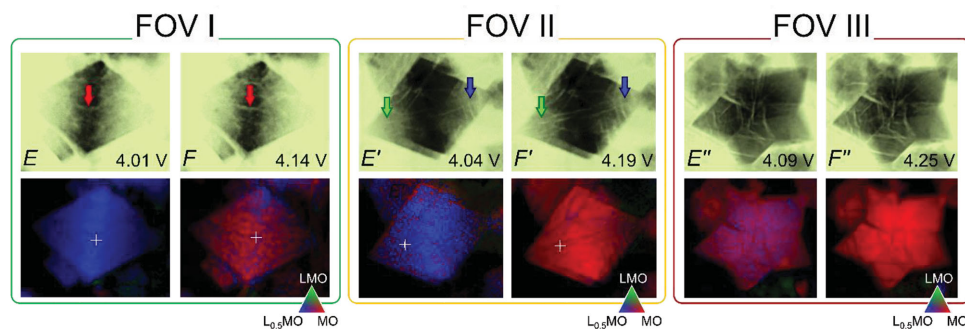 FOV I
FOV II
FOV III
E 4.01 V
F 4.14 V
E' 4.04 V
F' 4.19 V
E'' 4.09 V
F'' 4.25 V
LMO
L0.5MO MO
LMO
L0.5MO MO
LMO
L0.5MO MO